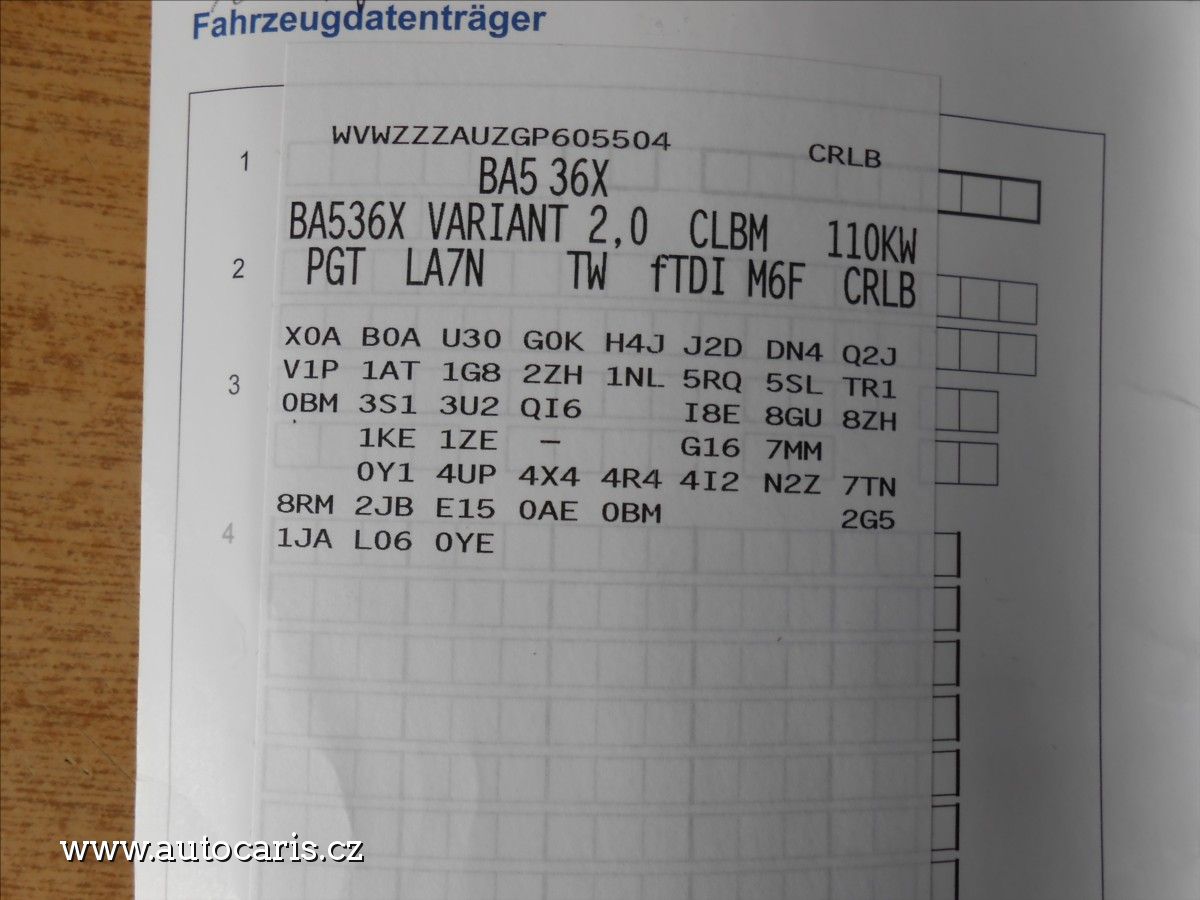 Fahrzeugdatenträger
WVWZZZAUZGP605504 CRLB
1
BA5 36X
BA536X VARIANT 2,0 CLBM 110KW
2 PGT LA7N TW fTDI M6F CRLB
X0A B0A U30 G0K H4J J2D DN4 Q2J
V1P 1AT 1G8 2ZH 1NL 5RQ 5SL TR1
3
0BM 3S1 3U2 QI6 I8E 8GU 8ZH
1KE 1ZE — G16 7MM
0Y1 4UP 4X4 4R4 4I2 N2Z 7TN
8RM 2JB E15 0AE 0BM 2G5
4 1JA L06 0YE
www.autocaris.cz